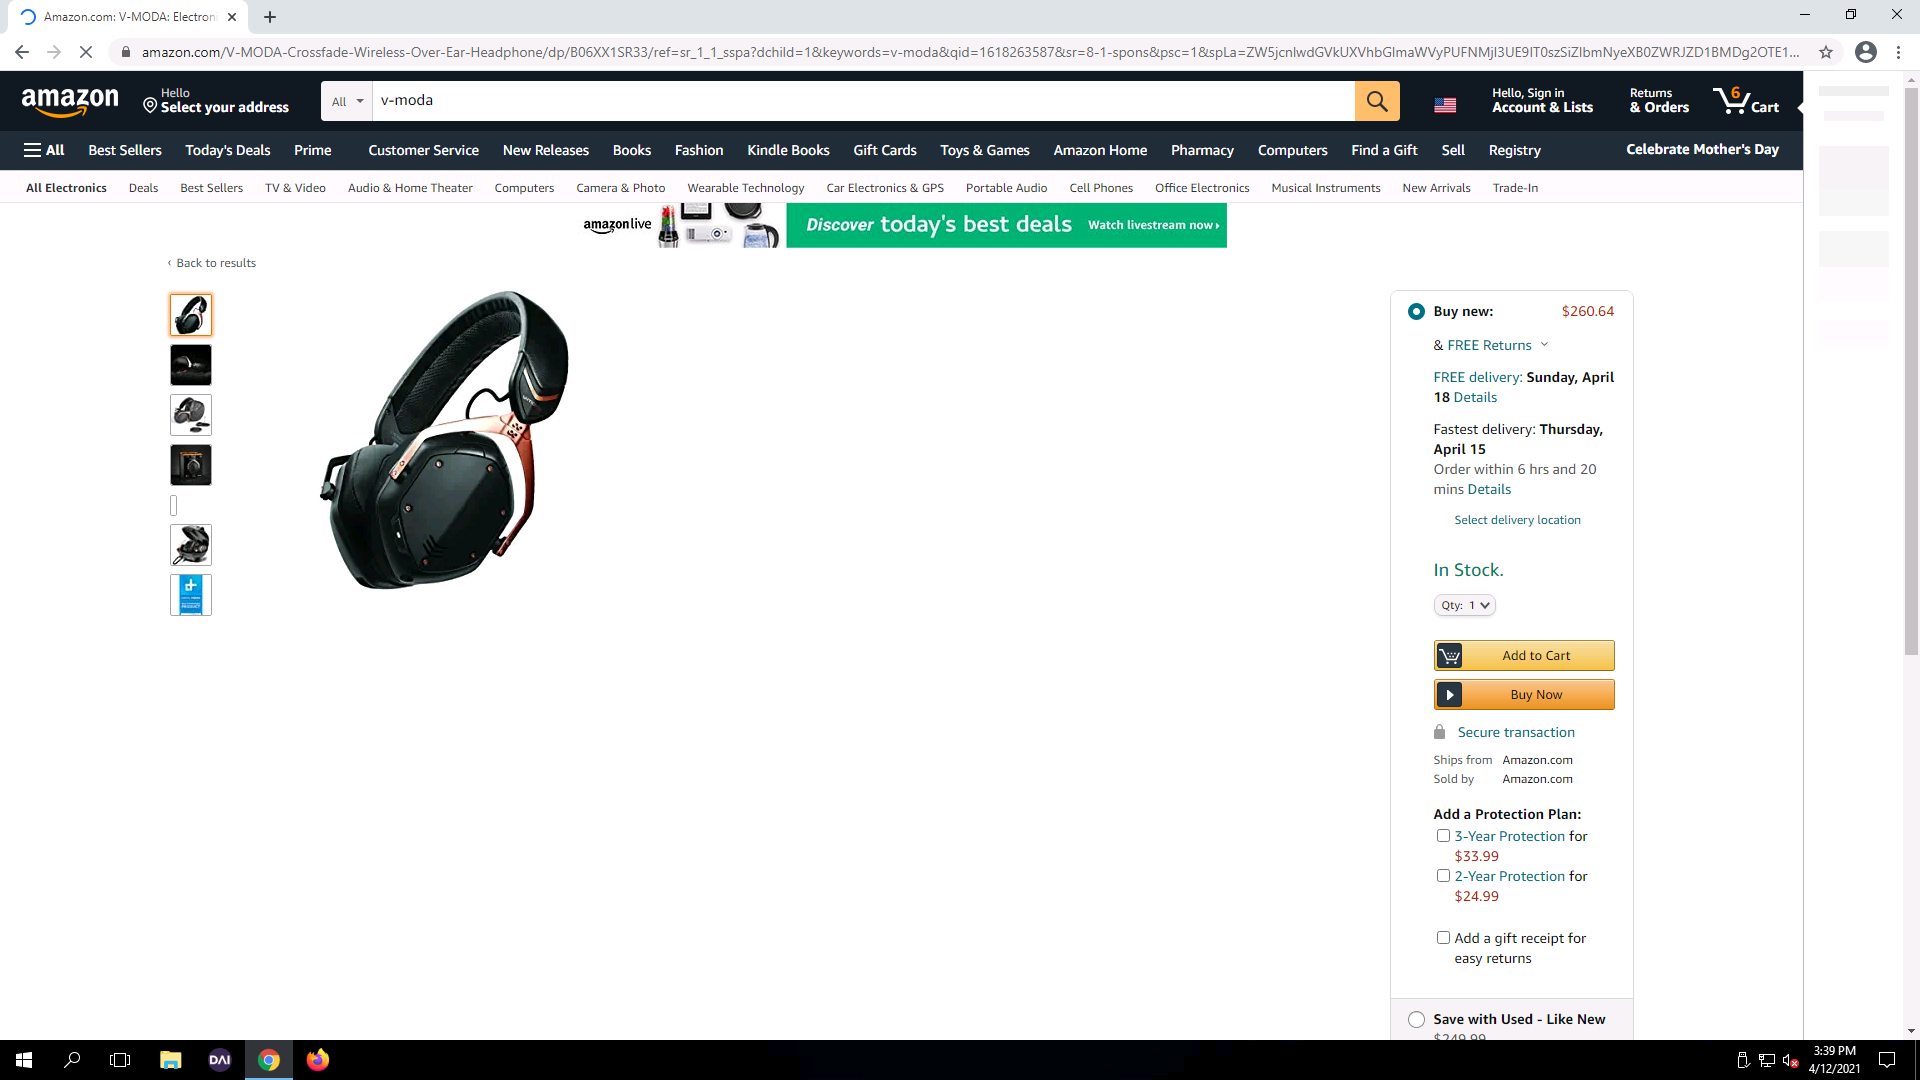 Amazon.com: V-MODA: Electron
amazon.com/V-MODA-Crossfade-Wireless-Over-Ear-Headphone/dp/B06XX1SR33/ref=sr_1_1_sspa?dchild=1&keywords=v-moda&qid=1618263587&sr=8-1-spons&psc=1&spLa=ZW5jcnlwdGVkUXVhbGlmaWVyPUFNMjl3UE9IT0szSiZlbmNyeXB0ZWRJZD1BMDg2OTE1...
amazon
Hello
Select your address
All
v-moda
Hello, Sign in
Account & Lists
Returns
& Orders
6
Cart
All
Best Sellers
Today's Deals
Prime
Customer Service
New Releases
Books
Fashion
Kindle Books
Gift Cards
Toys & Games
Amazon Home
Pharmacy
Computers
Find a Gift
Sell
Registry
Celebrate Mother's Day
All Electronics
Deals
Best Sellers
TV & Video
Audio & Home Theater
Computers
Camera & Photo
Wearable Technology
Car Electronics & GPS
Portable Audio
Cell Phones
Office Electronics
Musical Instruments
New Arrivals
Trade-In
amazonlive
Discover today's best deals
Watch livestream now
‹ Back to results
Buy new:
$260.64
& FREE Returns
FREE delivery: Sunday, April
18 Details
Fastest delivery: Thursday,
April 15
Order within 6 hrs and 20
mins Details
Select delivery location
In Stock.
Qty: 1
Add to Cart
Buy Now
Secure transaction
Ships from Amazon.com
Sold by Amazon.com
Add a Protection Plan:
3-Year Protection for
$33.99
2-Year Protection for
$24.99
Add a gift receipt for
easy returns
Save with Used - Like New
$249.99
DAI
3:39 PM
4/12/2021